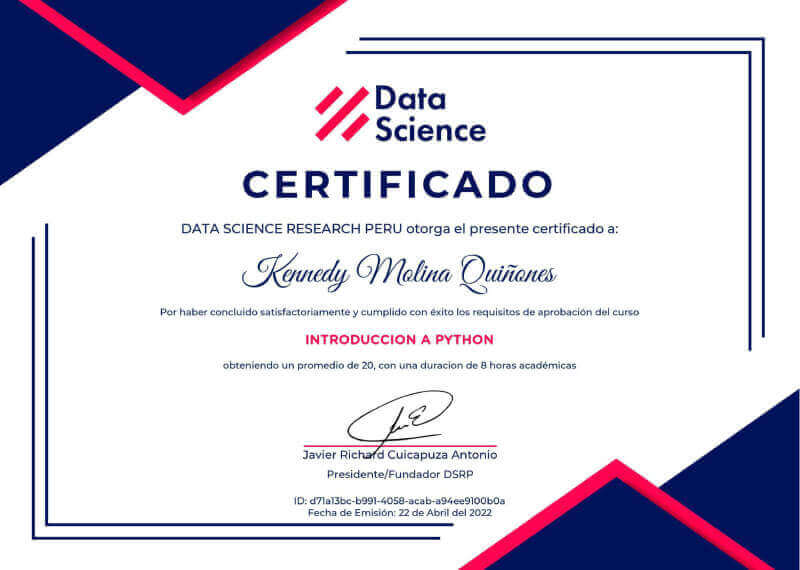 Data
Science
CERTIFICADO
DATA SCIENCE RESEARCH PERU otorga el presente certificado a:
Kennedy Molina Quiñones
Por haber concluido satisfactoriamente y cumplido con éxito los requisitos de aprobación del curso
INTRODUCCION A PYTHON
obteniendo un promedio de 20, con una duracion de 8 horas académicas
Javier Richard Cuicapuza Antonio
Presidente/Fundador DSRP
ID: d71a13bc-b991-4058-acab-a94ee9100b0a
Fecha de Emisión: 22 de Abril del 2022